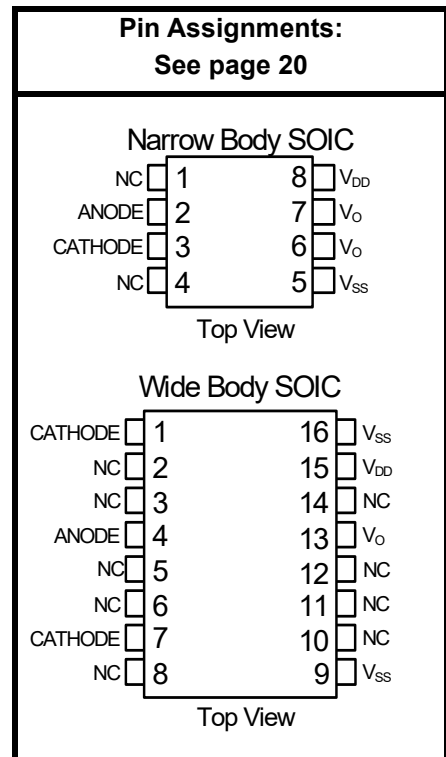 Pin Assignments:
See page 20
Narrow Body SOIC
NC 1 8 VDD
ANODE 2 7 VO
CATHODE 3 6 VO
NC 4 5 VSS
Top View
Wide Body SOIC
CATHODE 1 16 VSS
NC 2 15 VDD
NC 3 14 NC
ANODE 4 13 VO
NC 5 12 NC
NC 6 11 NC
CATHODE 7 10 NC
NC 8 9 VSS
Top View